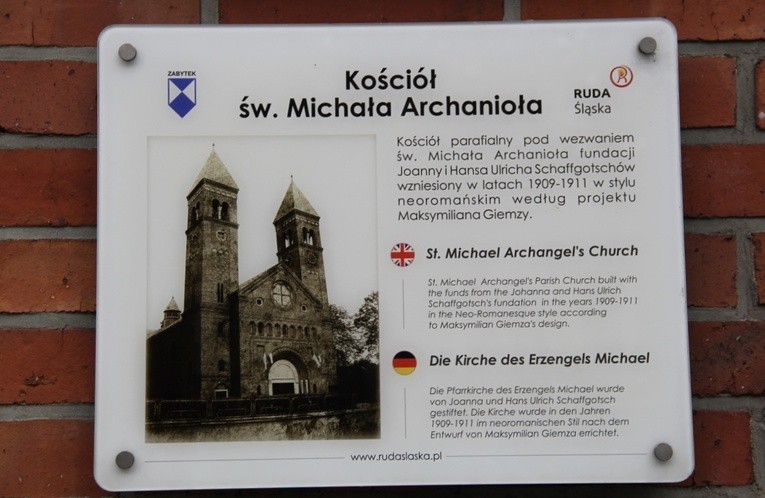 ZABYTEK
Kościół
św. Michała Archanioła
RUDA
Śląska
Kościół parafialny pod wezwaniem
św. Michała Archanioła fundacji
Joanny i Hansa Ulricha Schaffgotschów
wzniesiony w latach 1909-1911 w stylu
neoromańskim według projektu
Maksymiliana Giemzy.
St. Michael Archangel's Church
St. Michael Archangel's Parish Church built with
the funds from the Johanna and Hans Ulrich
Schaffgotsch's fundation in the years 1909-1911
in the Neo-Romanesque style according
to Maksymilian Giemza's design.
Die Kirche des Erzengels Michael
Die Pfarrkirche des Erzengels Michael wurde
von Joanna und Hans Ulrich Schaffgotsch
gestiftet. Die Kirche wurde in den Jahren
1909-1911 im neoromanischen Stil nach dem
Entwurf von Maksymilian Giemza errichtet.
www.rudaslaska.pl